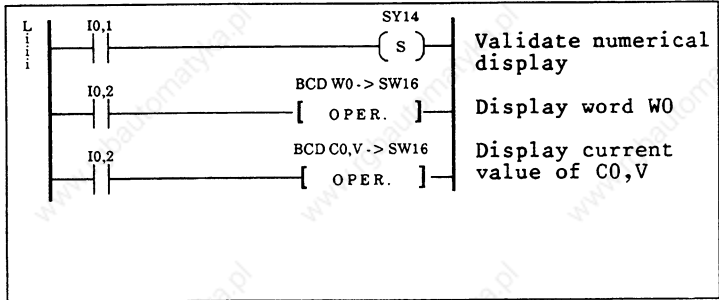 L
i
i
i
I0,1
SY14
( S )
Validate numerical
display
I0,2
BCD W0 -> SW16
[ OPER. ]
Display word W0
I0,2
BCD C0,V -> SW16
[ OPER. ]
Display current
value of C0,V